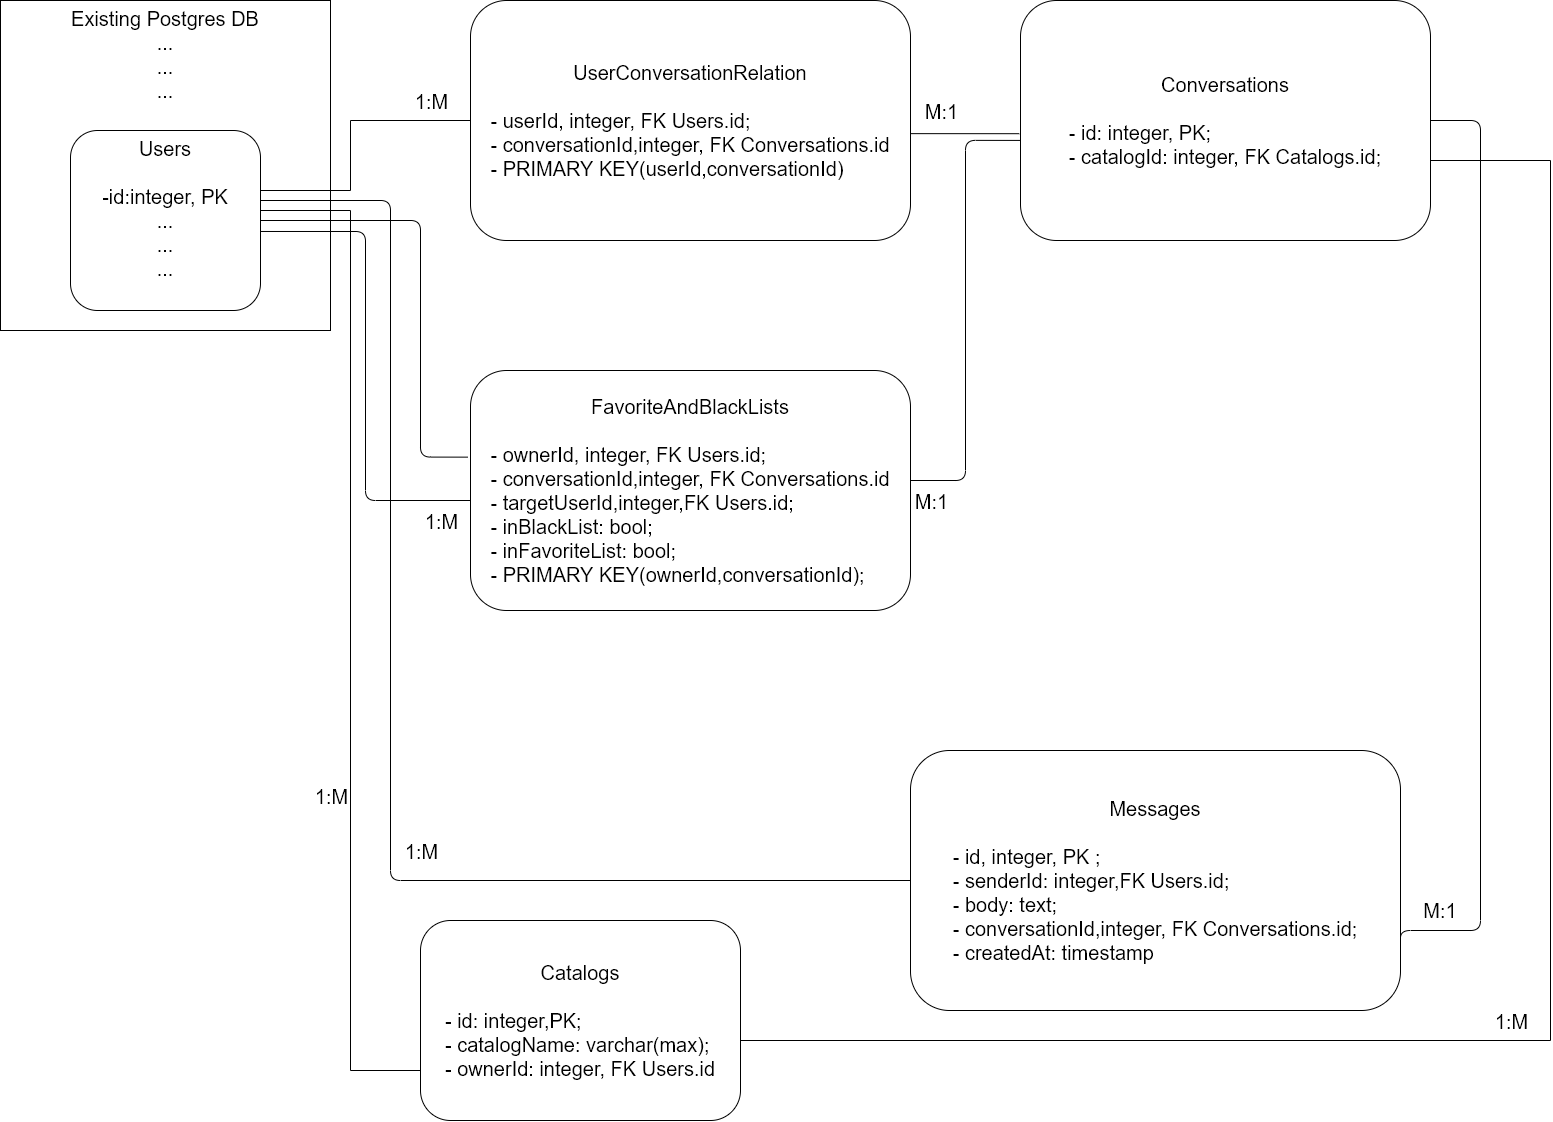 Existing Postgres DB
...
...
...
Users
-id:integer, PK
...
...
...
1:M
UserConversationRelation
- userId, integer, FK Users.id;
- conversationId,integer, FK Conversations.id
- PRIMARY KEY(userId,conversationId)
M:1
Conversations
- id: integer, PK;
- catalogId: integer, FK Catalogs.id;
FavoriteAndBlackLists
- ownerId, integer, FK Users.id;
- conversationId,integer, FK Conversations.id
- targetUserId,integer,FK Users.id;
- inBlackList: bool;
- inFavoriteList: bool;
- PRIMARY KEY(ownerId,conversationId);
1:M
M:1
1:M
1:M
Messages
- id, integer, PK ;
- senderId: integer,FK Users.id;
- body: text;
- conversationId,integer, FK Conversations.id;
- createdAt: timestamp
M:1
Catalogs
- id: integer,PK;
- catalogName: varchar(max);
- ownerId: integer, FK Users.id
1:M